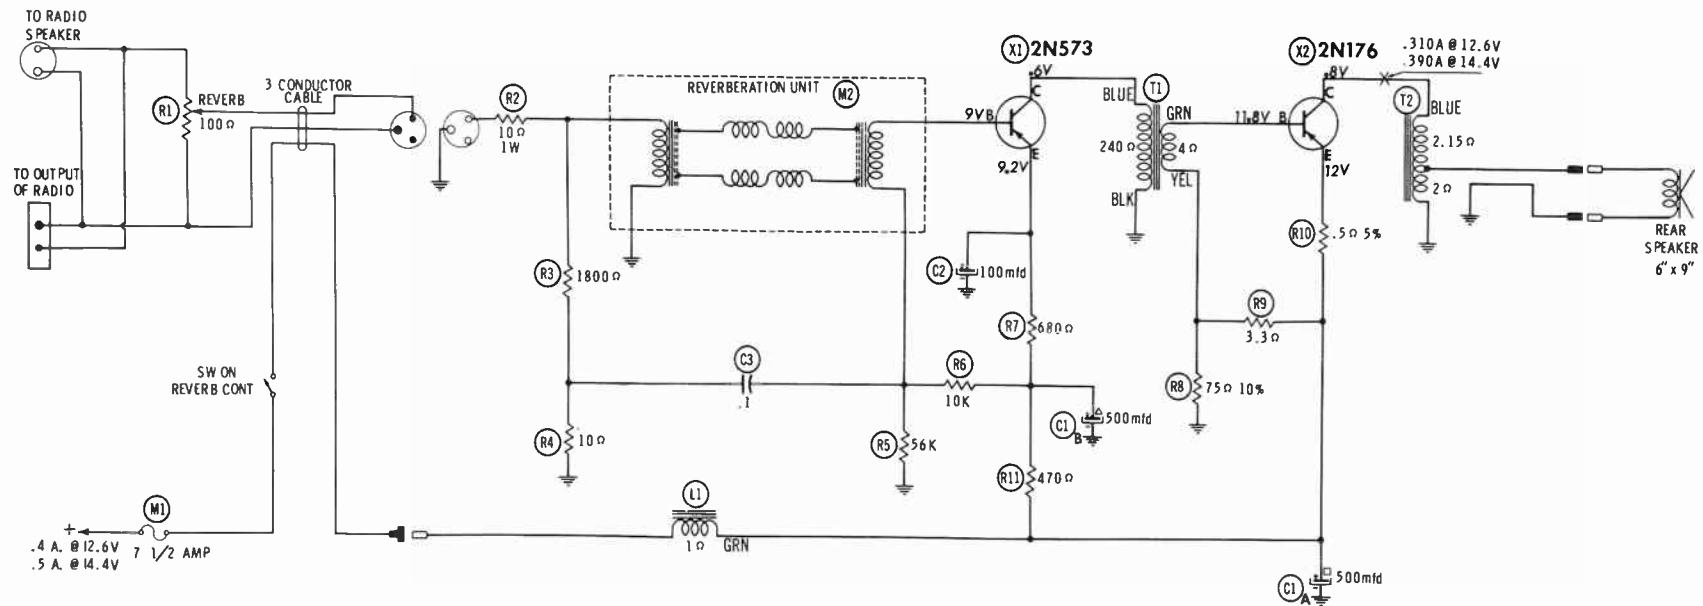 TO RADIO
SPEAKER
R1
REVERB
100Ω
3 CONDUCTOR
CABLE
TO OUTPUT
OF RADIO
SW ON
REVERB CONT
M1
+
.4 A. @ 12.6V
.5 A. @ 14.4V
7 1/2 AMP
R2
10Ω
1W
REVERBERATION UNIT
M2
R3
1800Ω
C3
.1
R4
10Ω
R5
56K
R6
10K
L1
1Ω
GRN
X1 2N573
.6V
C
9V B
E
9.2V
C2
100mfd
R7
680Ω
C1 B
500mfd
R11
470Ω
T1
BLUE
GRN
240Ω
4Ω
YEL
BLK
R8
75Ω 10%
R9
3.3Ω
X2 2N176
.8V
C
11.8V B
E
12V
R10
.5Ω 5%
.310A @ 12.6V
.390A @ 14.4V
T2
BLUE
2.15Ω
2Ω
REAR
SPEAKER
6" x 9"
C1 A
500mfd